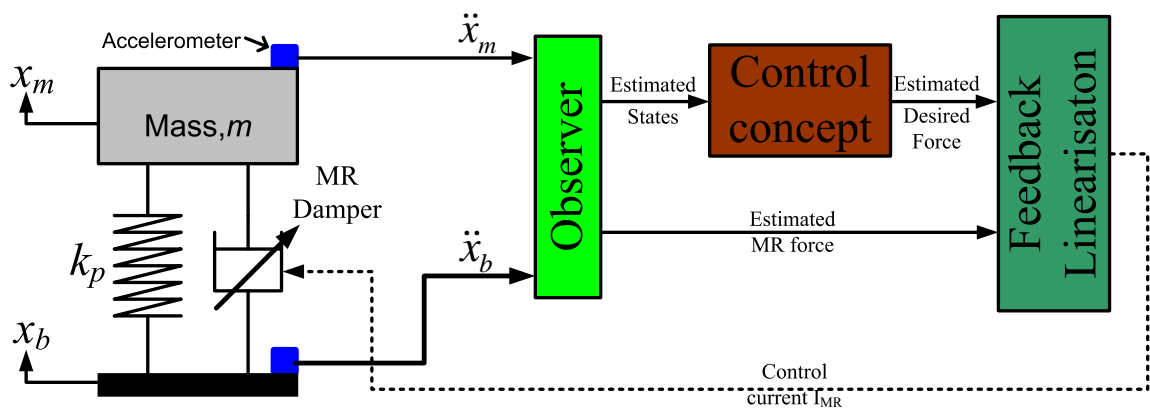 Accelerometer
ẍm
xm
Mass,m
MR
Damper
kp
ẍb
xb
Observer
Estimated
States
Control
concept
Estimated
Desired
Force
Estimated
MR force
Feedback
Linearisaton
Control
current IMR